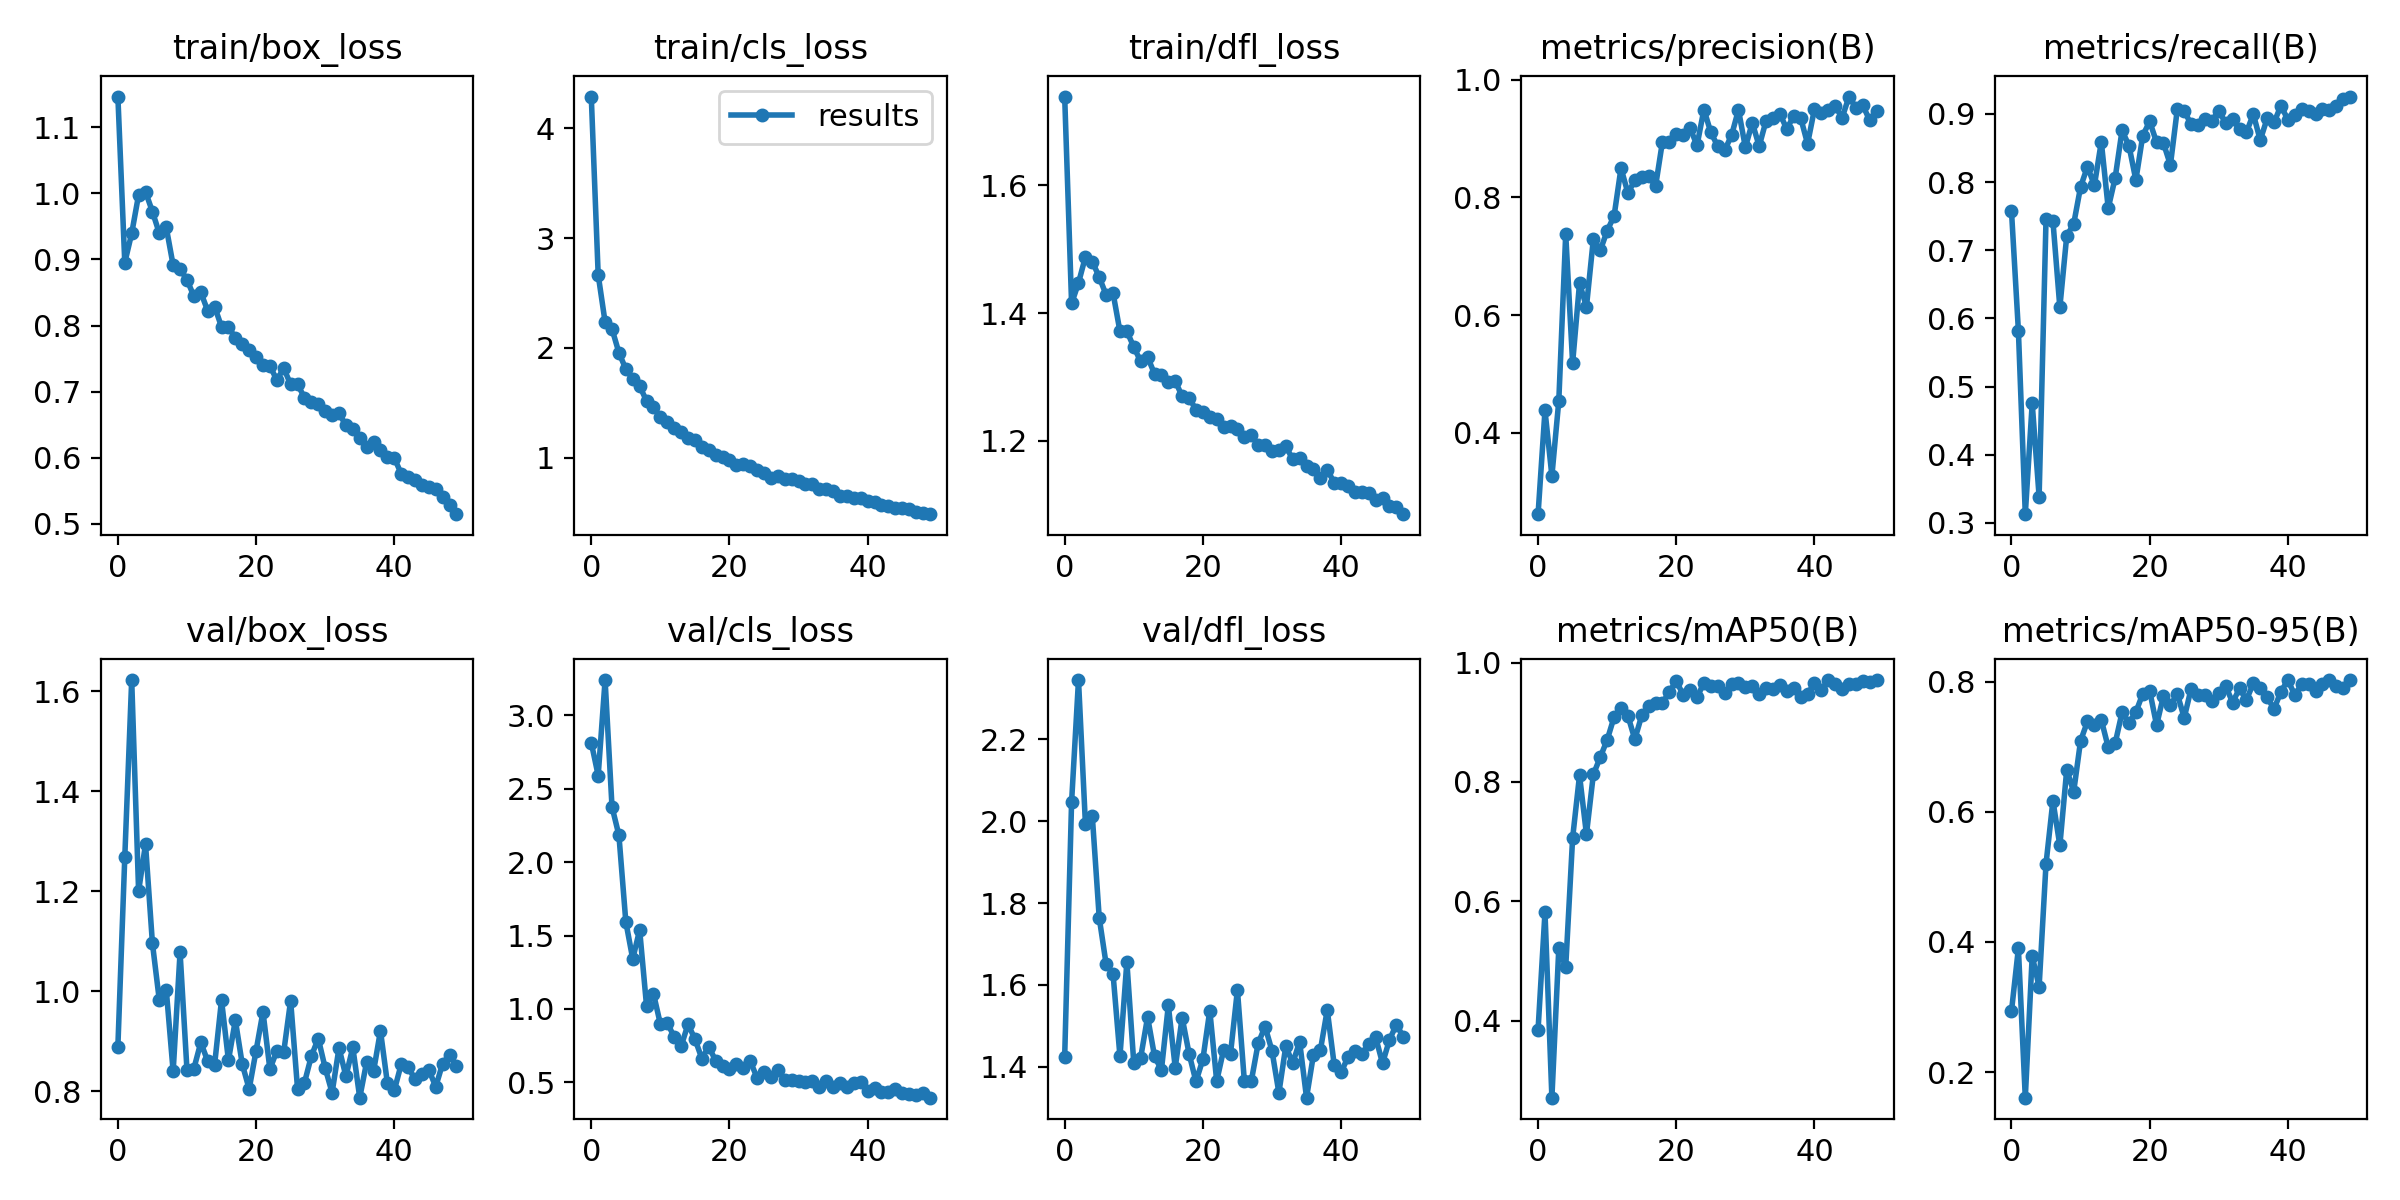 train/box_loss
1.1
1.0
0.9
0.8
0.7
0.6
0.5
0 20 40
train/cls_loss
results
4
3
2
1
0 20 40
train/dfl_loss
1.6
1.4
1.2
0 20 40
metrics/precision(B)
1.0
0.8
0.6
0.4
0 20 40
metrics/recall(B)
0.9
0.8
0.7
0.6
0.5
0.4
0.3
0 20 40
val/box_loss
1.6
1.4
1.2
1.0
0.8
0 20 40
val/cls_loss
3.0
2.5
2.0
1.5
1.0
0.5
0 20 40
val/dfl_loss
2.2
2.0
1.8
1.6
1.4
0 20 40
metrics/mAP50(B)
1.0
0.8
0.6
0.4
0 20 40
metrics/mAP50-95(B)
0.8
0.6
0.4
0.2
0 20 40